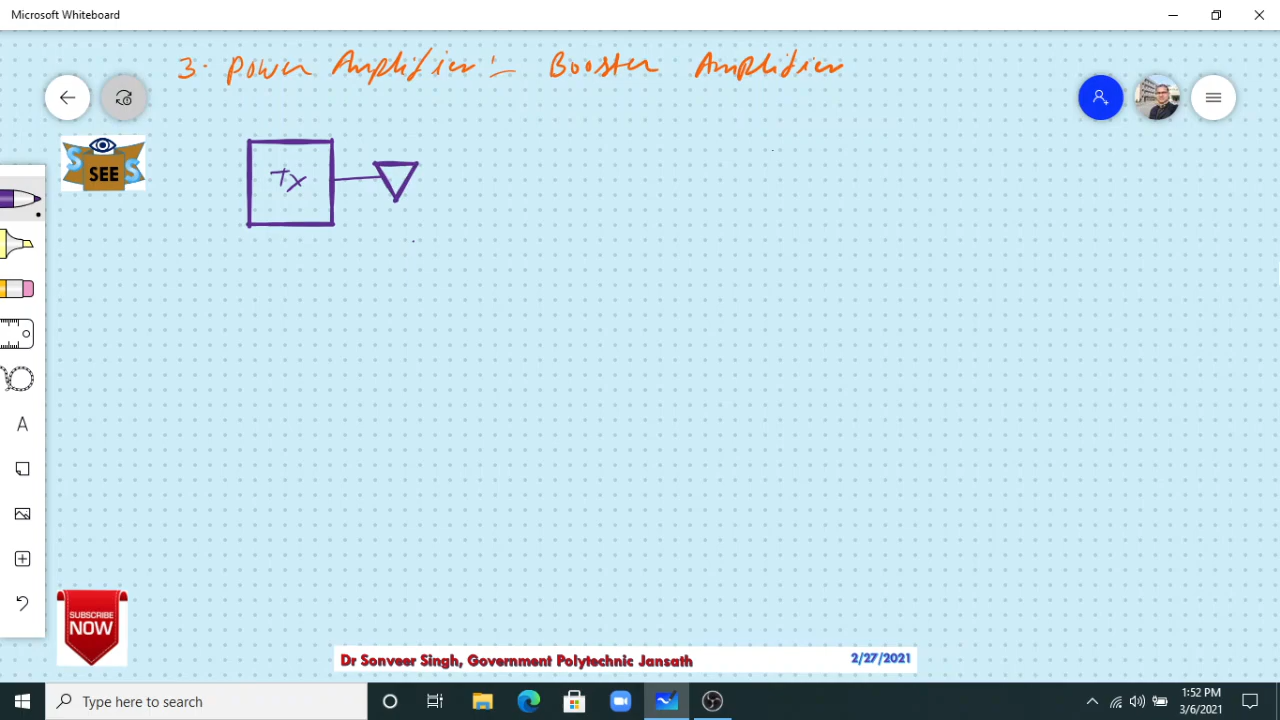 Microsoft Whiteboard
3. Power Amplifier :- Booster Amplifier
S SEE S
Tx
A
SUBSCRIBE
NOW
Dr Sonveer Singh, Government Polytechnic Jansath
2/27/2021
Type here to search
1:52 PM
3/6/2021